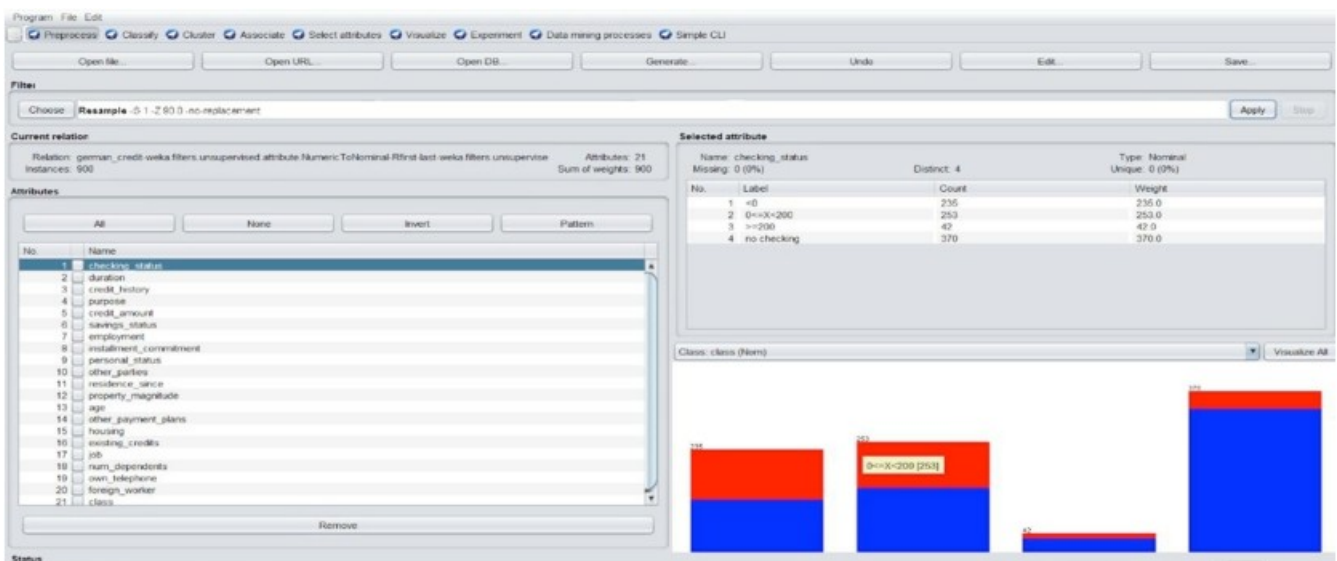 Program File Edit
Preprocess Classify Cluster Associate Select attributes Visualize Experiment Data mining processes Simple CLI
Open file... Open URL... Open DB... Generate... Undo Edit... Save...
Filter
Choose Resample -S 1 -Z 90.0 -no-replacement Apply Stop
Current relation
Relation: german_credit-weka.filters.unsupervised.attribute.NumericToNominal-Rfirst-last-weka.filters.unsupervise Attributes: 21
Instances: 900 Sum of weights: 900
Attributes
All None Invert Pattern
No. Name
1 checking_status
2 duration
3 credit_history
4 purpose
5 credit_amount
6 savings_status
7 employment
8 installment_commitment
9 personal_status
10 other_parties
11 residence_since
12 property_magnitude
13 age
14 other_payment_plans
15 housing
16 existing_credits
17 job
18 num_dependents
19 own_telephone
20 foreign_worker
21 class
Remove
Status
Selected attribute
Name: checking_status Type: Nominal
Missing: 0 (0%) Distinct: 4 Unique: 0 (0%)
No. Label Count Weight
1 <0 235 235.0
2 0<=X<200 253 253.0
3 >=200 42 42.0
4 no checking 370 370.0
Class: class (Nom) Visualize All
235
253
42
370
0<=X<200 [253]